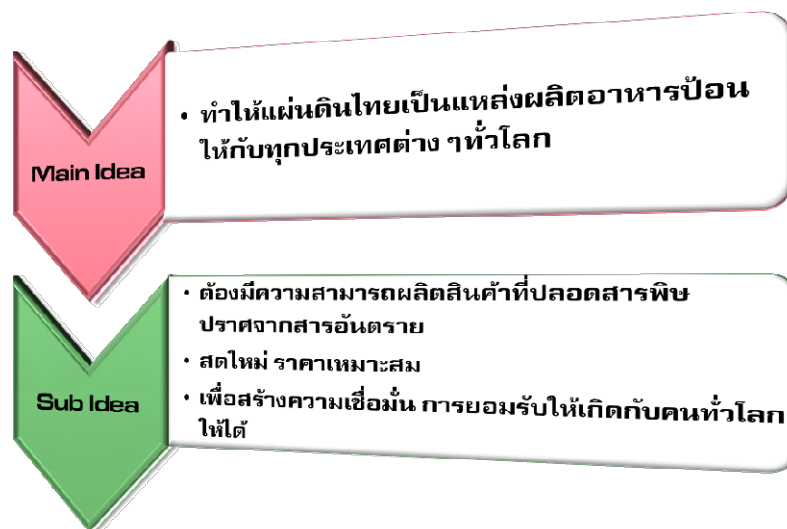 Main Idea
• ทำให้แผ่นดินไทยเป็นแหล่งผลิตอาหารป้อน
ให้กับทุกประเทศต่าง ๆทั่วโลก
Sub Idea
• ต้องมีความสามารถผลิตสินค้าที่ปลอดสารพิษ
ปราศจากสารอันตราย
• สดใหม่ ราคาเหมาะสม
• เพื่อสร้างความเชื่อมั่น การยอมรับให้เกิดกับคนทั่วโลก
ให้ได้